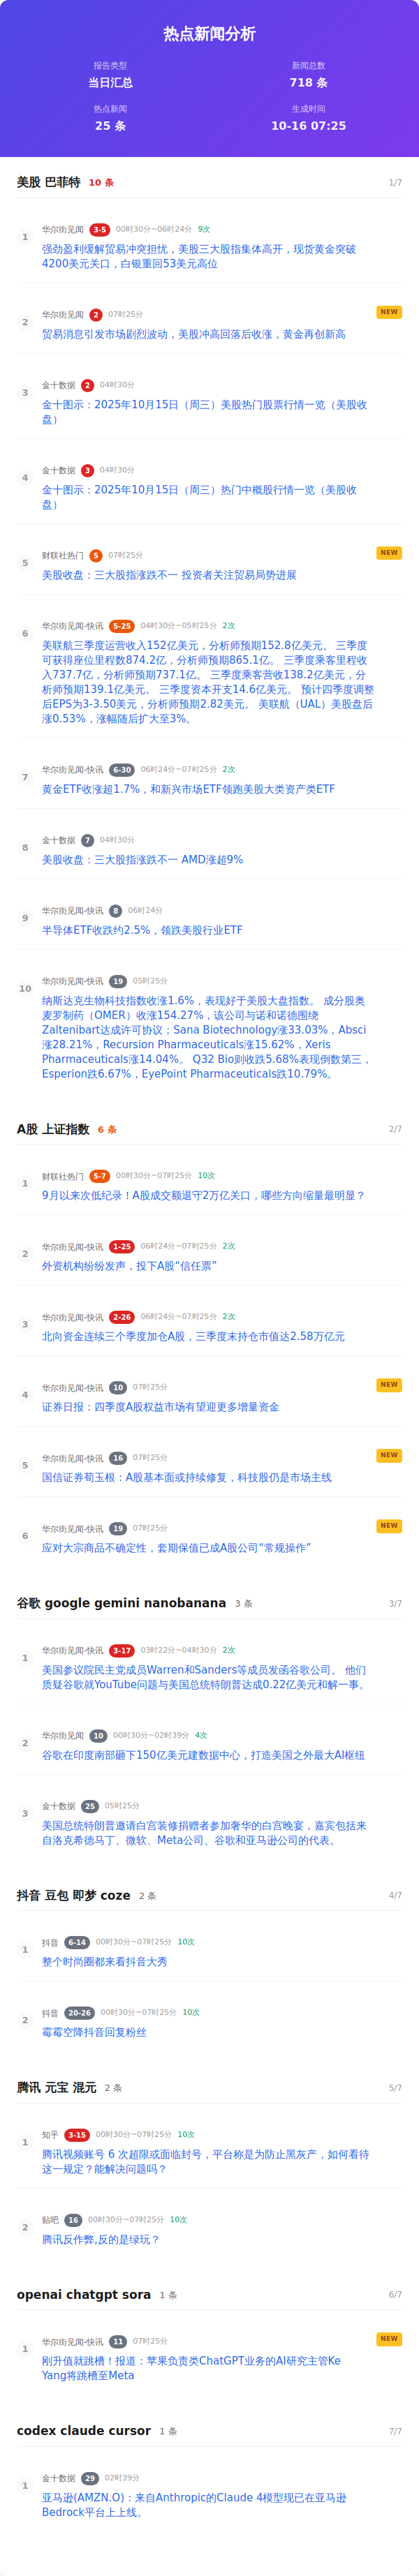 热点新闻分析
报告类型
当日汇总
新闻总数
718 条
热点新闻
25 条
生成时间
10-16 07:25
美股 巴菲特 10 条 1/7
1
华尔街见闻 3-5 00时30分~06时24分 9次
强劲盈利缓解贸易冲突担忧，美股三大股指集体高开，现货黄金突破
4200美元关口，白银重回53美元高位
2
华尔街见闻 2 07时25分 NEW
贸易消息引发市场剧烈波动，美股冲高回落后收涨，黄金再创新高
3
金十数据 2 04时30分
金十图示：2025年10月15日（周三）美股热门股票行情一览（美股收
盘）
4
金十数据 3 04时30分
金十图示：2025年10月15日（周三）热门中概股行情一览（美股收
盘）
5
财联社热门 5 07时25分 NEW
美股收盘：三大股指涨跌不一 投资者关注贸易局势进展
6
华尔街见闻-快讯 5-25 04时30分~05时25分 2次
美联航三季度运营收入152亿美元，分析师预期152.8亿美元。 三季度
可获得座位里程数874.2亿，分析师预期865.1亿。 三季度乘客里程收
入737.7亿，分析师预期737.1亿。 三季度乘客营收138.2亿美元，分
析师预期139.1亿美元。 三季度资本开支14.6亿美元。 预计四季度调整
后EPS为3-3.50美元，分析师预期2.82美元。 美联航（UAL）美股盘后
涨0.53%，涨幅随后扩大至3%。
7
华尔街见闻-快讯 6-30 06时24分~07时25分 2次
黄金ETF收涨超1.7%，和新兴市场ETF领跑美股大类资产类ETF
8
金十数据 7 04时30分
美股收盘：三大股指涨跌不一 AMD涨超9%
9
华尔街见闻-快讯 8 06时24分
半导体ETF收跌约2.5%，领跌美股行业ETF
10
华尔街见闻-快讯 19 05时25分
纳斯达克生物科技指数收涨1.6%，表现好于美股大盘指数。 成分股奥
麦罗制药（OMER）收涨154.27%，该公司与诺和诺德围绕
Zaltenibart达成许可协议；Sana Biotechnology涨33.03%，Absci
涨28.21%，Recursion Pharmaceuticals涨15.62%，Xeris
Pharmaceuticals涨14.04%。 Q32 Bio则收跌5.68%表现倒数第三，
Esperion跌6.67%，EyePoint Pharmaceuticals跌10.79%。
A股 上证指数 6 条 2/7
1
财联社热门 5-7 00时30分~07时25分 10次
9月以来次低纪录！A股成交额退守2万亿关口，哪些方向缩量最明显？
2
华尔街见闻-快讯 1-25 06时24分~07时25分 2次
外资机构纷纷发声，投下A股“信任票”
3
华尔街见闻-快讯 2-26 06时24分~07时25分 2次
北向资金连续三个季度加仓A股，三季度末持仓市值达2.58万亿元
4
华尔街见闻-快讯 10 07时25分 NEW
证券日报：四季度A股权益市场有望迎更多增量资金
5
华尔街见闻-快讯 16 07时25分 NEW
国信证券荀玉根：A股基本面或持续修复，科技股仍是市场主线
6
华尔街见闻-快讯 19 07时25分 NEW
应对大宗商品不确定性，套期保值已成A股公司“常规操作”
谷歌 google gemini nanobanana 3 条 3/7
1
华尔街见闻-快讯 3-17 03时22分~04时30分 2次
美国参议院民主党成员Warren和Sanders等成员发函谷歌公司。 他们
质疑谷歌就YouTube问题与美国总统特朗普达成0.22亿美元和解一事。
2
华尔街见闻 10 00时30分~02时39分 4次
谷歌在印度南部砸下150亿美元建数据中心，打造美国之外最大AI枢纽
3
金十数据 25 05时25分
美国总统特朗普邀请白宫装修捐赠者参加奢华的白宫晚宴，嘉宾包括来
自洛克希德马丁、微软、Meta公司、谷歌和亚马逊公司的代表。
抖音 豆包 即梦 coze 2 条 4/7
1
抖音 6-14 00时30分~07时25分 10次
整个时尚圈都来看抖音大秀
2
抖音 20-26 00时30分~07时25分 10次
霉霉空降抖音回复粉丝
腾讯 元宝 混元 2 条 5/7
1
知乎 3-15 00时30分~07时25分 10次
腾讯视频账号 6 次超限或面临封号，平台称是为防止黑灰产，如何看待
这一规定？能解决问题吗？
2
贴吧 16 00时30分~07时25分 10次
腾讯反作弊,反的是绿玩？
openai chatgpt sora 1 条 6/7
1
华尔街见闻-快讯 11 07时25分 NEW
刚升值就跳槽！报道：苹果负责类ChatGPT业务的AI研究主管Ke
Yang将跳槽至Meta
codex claude cursor 1 条 7/7
1
金十数据 29 02时39分
亚马逊(AMZN.O)：来自Anthropic的Claude 4模型现已在亚马逊
Bedrock平台上上线。